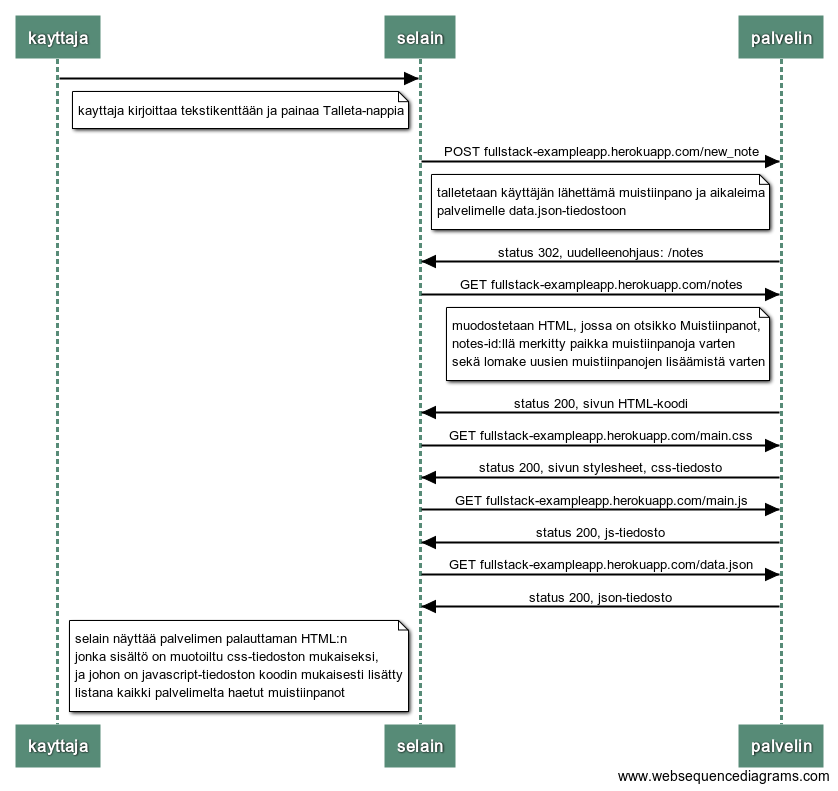 kayttaja
selain
palvelin
kayttaja kirjoittaa tekstikenttään ja painaa Talleta-nappia
POST fullstack-exampleapp.herokuapp.com/new_note
talletetaan käyttäjän lähettämä muistiinpano ja aikaleima
palvelimelle data.json-tiedostoon
status 302, uudelleenohjaus: /notes
GET fullstack-exampleapp.herokuapp.com/notes
muodostetaan HTML, jossa on otsikko Muistiinpanot,
notes-id:llä merkitty paikka muistiinpanoja varten
sekä lomake uusien muistiinpanojen lisäämistä varten
status 200, sivun HTML-koodi
GET fullstack-exampleapp.herokuapp.com/main.css
status 200, sivun stylesheet, css-tiedosto
GET fullstack-exampleapp.herokuapp.com/main.js
status 200, js-tiedosto
GET fullstack-exampleapp.herokuapp.com/data.json
status 200, json-tiedosto
selain näyttää palvelimen palauttaman HTML:n
jonka sisältö on muotoiltu css-tiedoston mukaiseksi,
ja johon on javascript-tiedoston koodin mukaisesti lisätty
listana kaikki palvelimelta haetut muistiinpanot
kayttaja
selain
palvelin
www.websequencediagrams.com